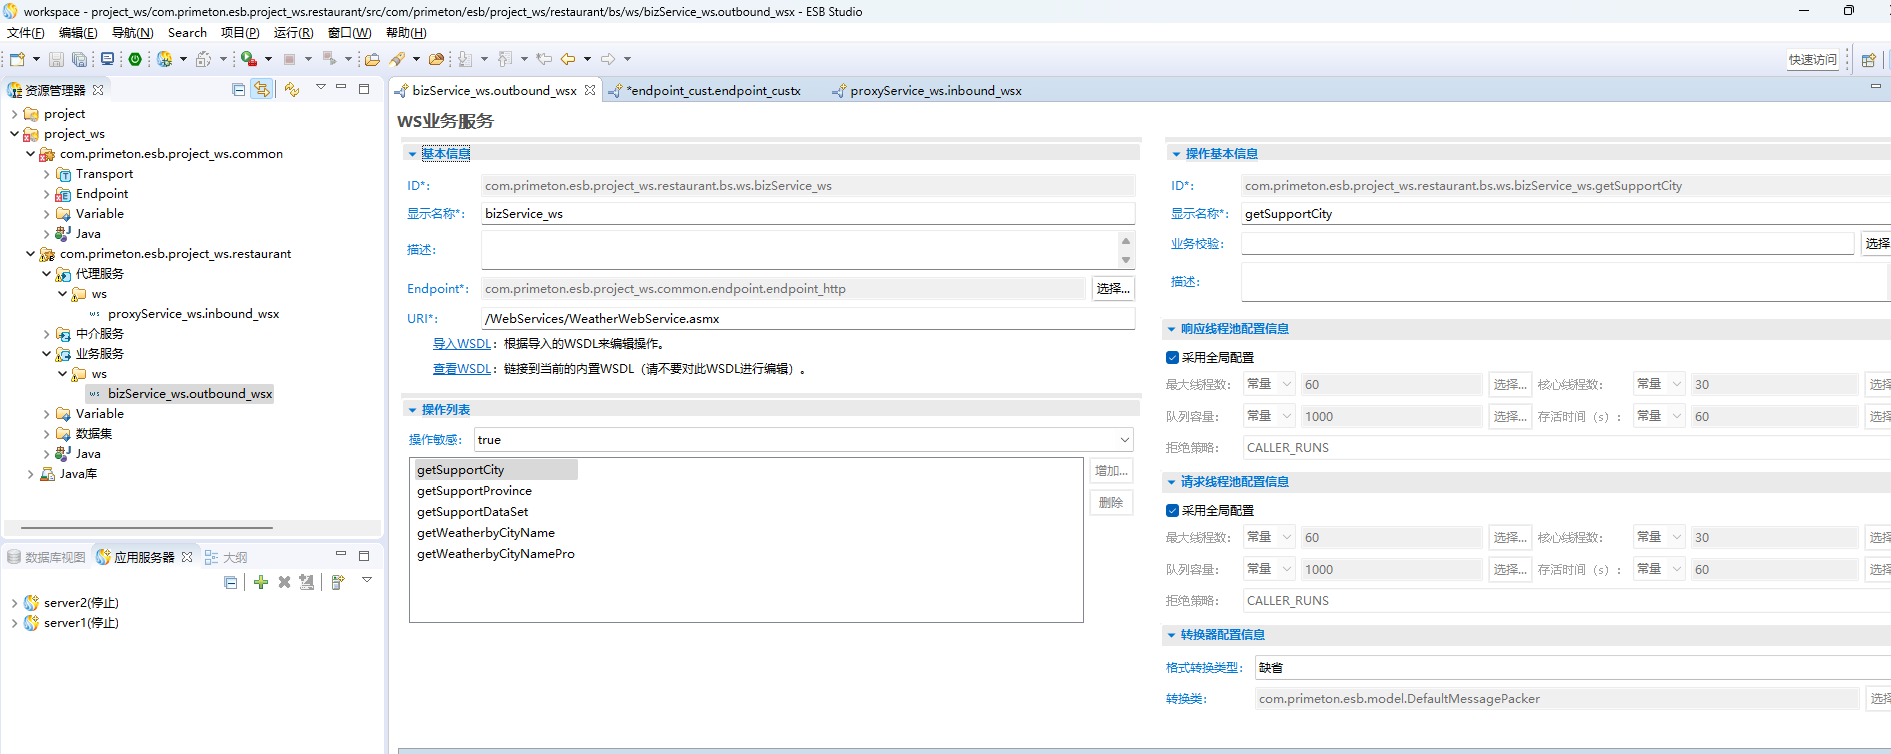 workspace - project_ws/com.primeton.esb.project_ws.restaurant/src/com/primeton/esb/project_ws/restaurant/bs/ws/bizService_ws.outbound_wsx - ESB Studio
文件(F) 编辑(E) 导航(N) Search 项目(P) 运行(R) 窗口(W) 帮助(H)
快速访问
资源管理器
project
project_ws
com.primeton.esb.project_ws.common
Transport
Endpoint
Variable
Java
com.primeton.esb.project_ws.restaurant
代理服务
ws
proxyService_ws.inbound_wsx
中介服务
业务服务
ws
bizService_ws.outbound_wsx
Variable
数据集
Java
Java库
数据库视图 应用服务器 大纲
server2(停止)
server1(停止)
bizService_ws.outbound_wsx *endpoint_cust.endpoint_custx proxyService_ws.inbound_wsx
WS业务服务
基本信息
ID*: com.primeton.esb.project_ws.restaurant.bs.ws.bizService_ws
显示名称*: bizService_ws
描述:
Endpoint*: com.primeton.esb.project_ws.common.endpoint.endpoint_http 选择...
URI*: /WebServices/WeatherWebService.asmx
导入WSDL：根据导入的WSDL来编辑操作。
查看WSDL：链接到当前的内置WSDL（请不要对此WSDL进行编辑）。
操作列表
操作敏感: true
getSupportCity
getSupportProvince
getSupportDataSet
getWeatherbyCityName
getWeatherbyCityNamePro
增加...
删除
操作基本信息
ID*: com.primeton.esb.project_ws.restaurant.bs.ws.bizService_ws.getSupportCity
显示名称*: getSupportCity
业务校验: 选择
描述:
响应线程池配置信息
采用全局配置
最大线程数: 常量 60 选择... 核心线程数: 常量 30 选择
队列容量: 常量 1000 选择... 存活时间（s）: 常量 60 选择
拒绝策略: CALLER_RUNS
请求线程池配置信息
采用全局配置
最大线程数: 常量 60 选择... 核心线程数: 常量 30 选择
队列容量: 常量 1000 选择... 存活时间（s）: 常量 60 选择
拒绝策略: CALLER_RUNS
转换器配置信息
格式转换类型: 缺省
转换类: com.primeton.esb.model.DefaultMessagePacker 选择